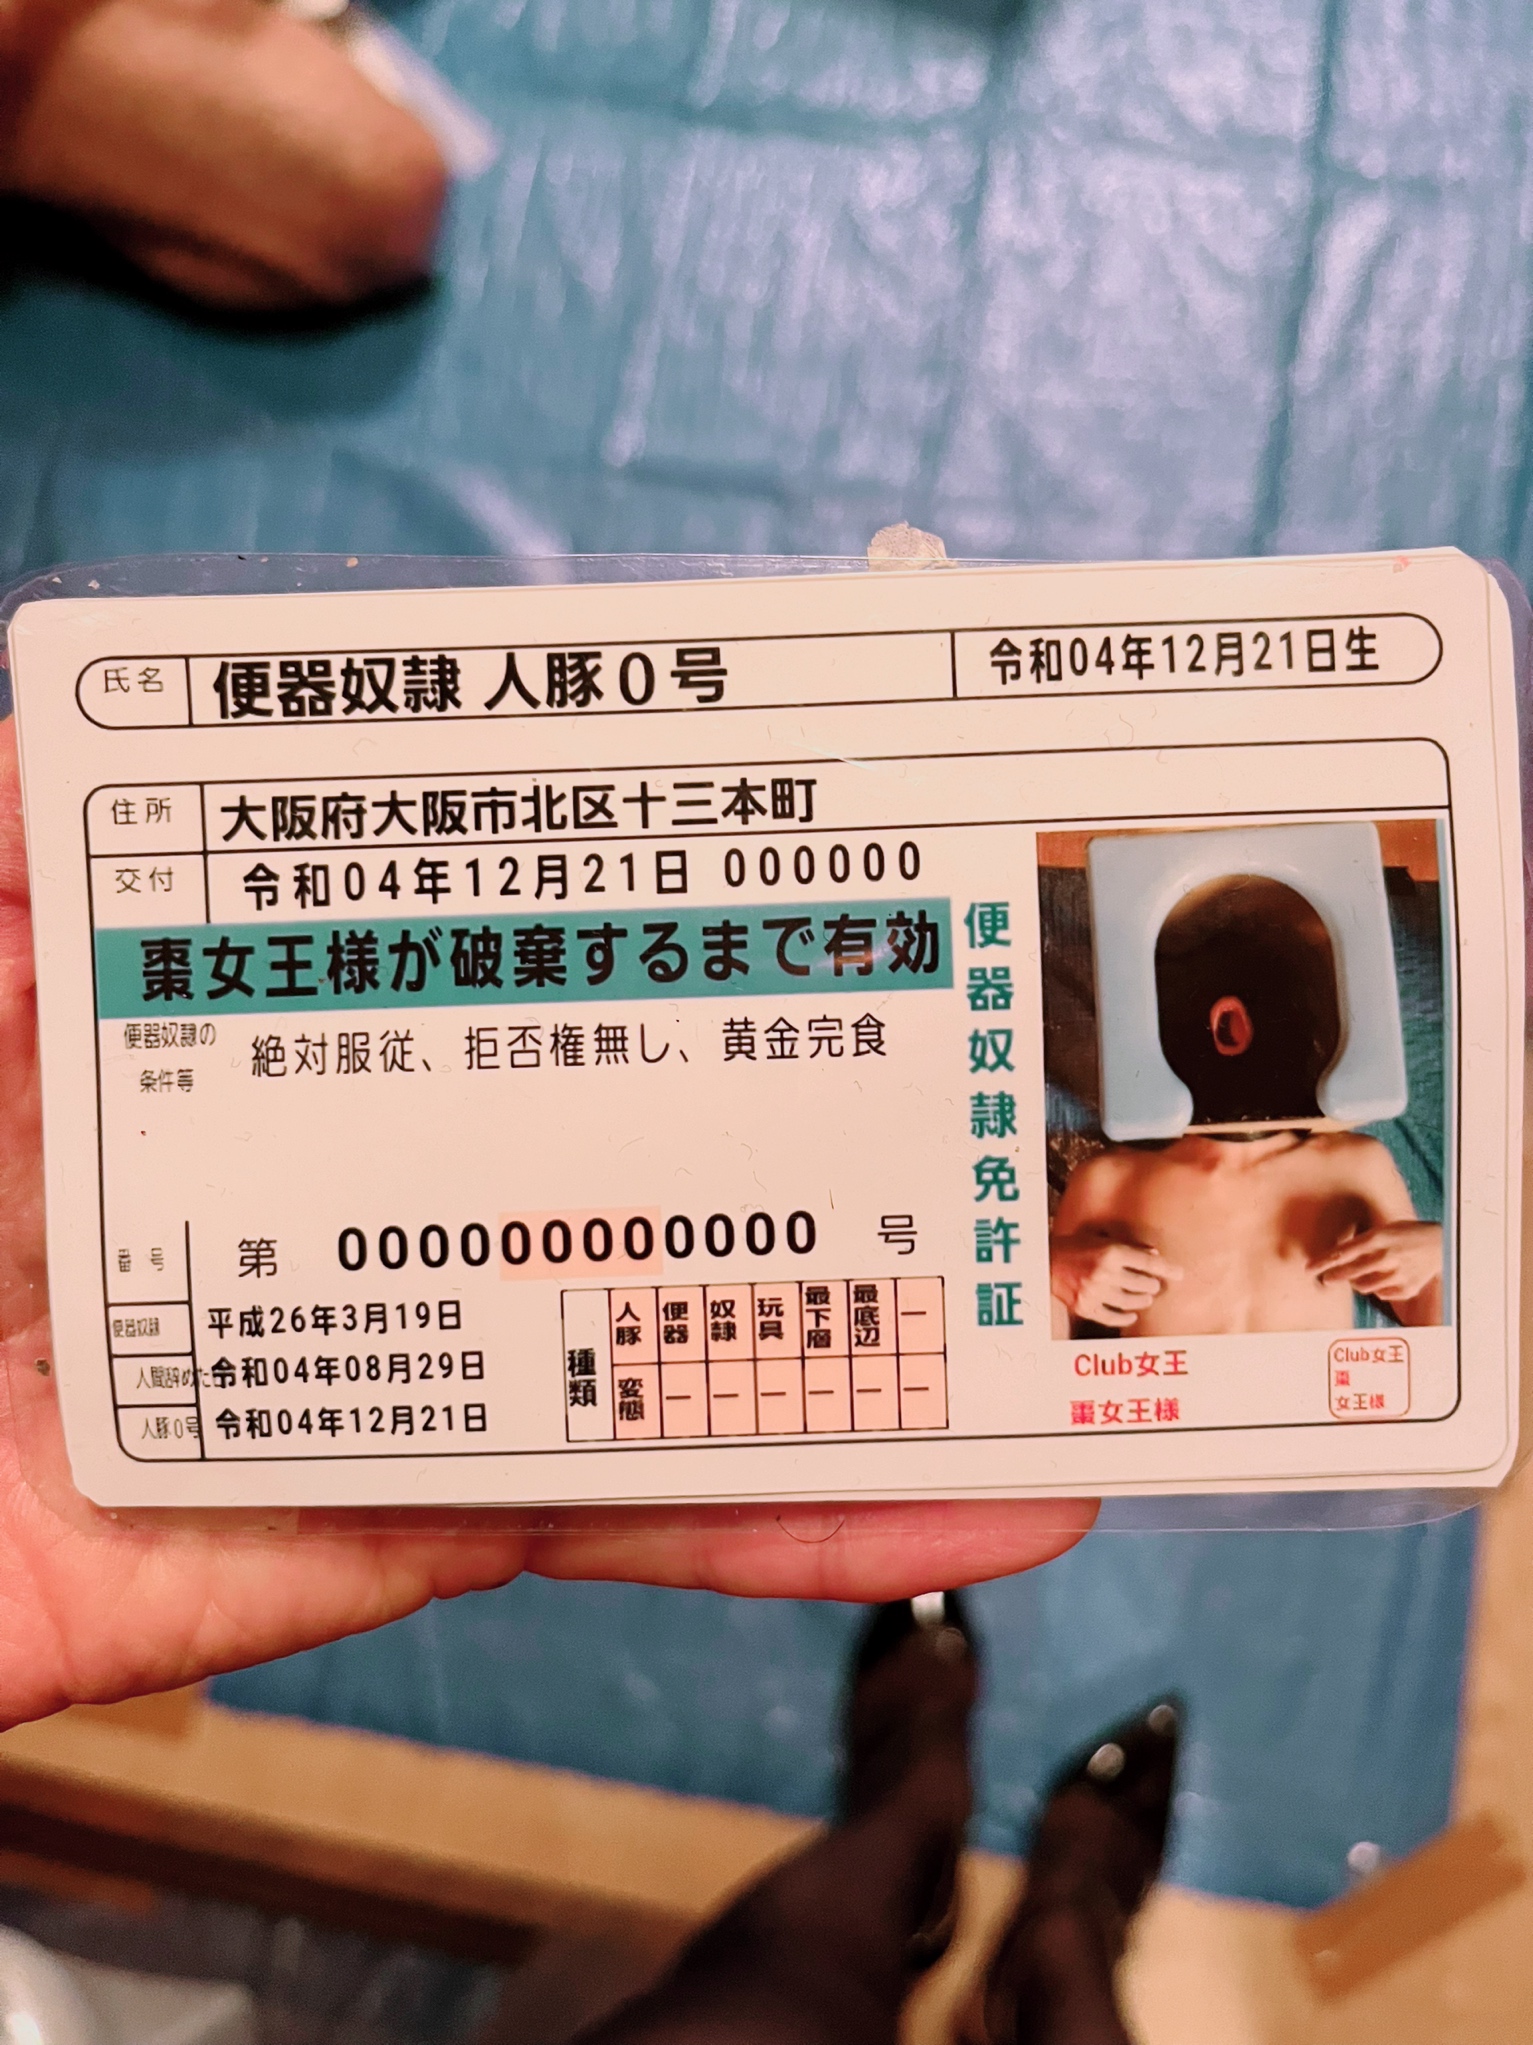 氏名 便器奴隷 人豚0号 令和04年12月21日生
住所 大阪府大阪市北区十三本町
交付 令和04年12月21日 000000
棗女王様が破棄するまで有効
便器奴隷の
条件等
絶対服従、拒否権無し、黄金完食
便器奴隷免許証
番号 第 000000000000 号
便器奴隷 平成26年3月19日
人間辞めた 令和04年08月29日
人豚0号 令和04年12月21日
種類
人豚 便器 奴隷 玩具 最下層 最底辺 —
変態 — — — — — —
Club女王
棗女王様
Club女王
棗
女王様